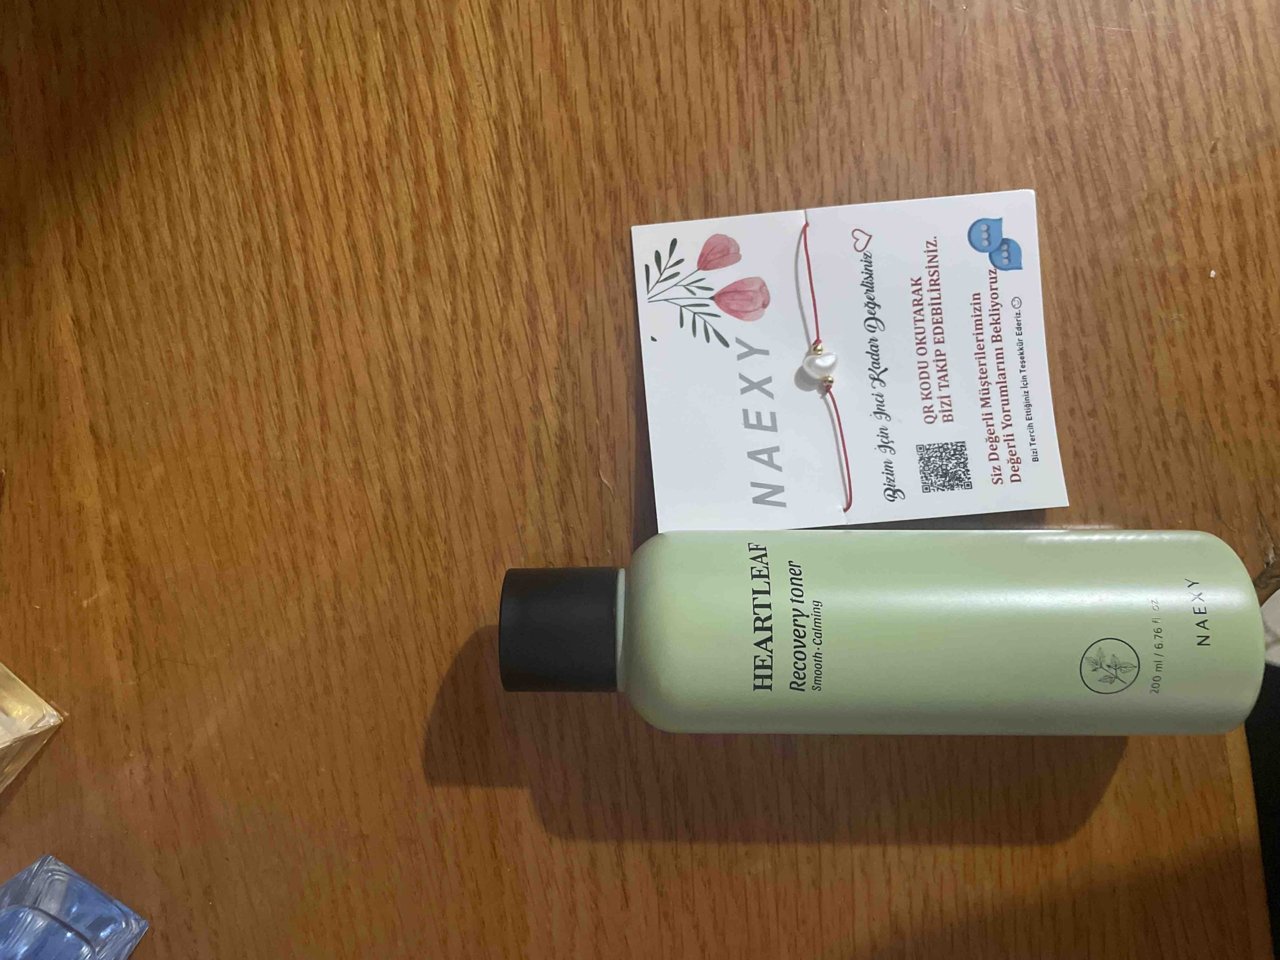 NAEXY
Bizim İçin İnci Kadar Değerlisiniz
QR KODU OKUTARAK
BİZİ TAKİP EDEBİLİRSİNİZ.
Siz Değerli Müşterilerimizin
Değerli Yorumlarını Bekliyoruz
Bizi Tercih Ettiğiniz İçin Teşekkür Ederiz.
HEARTLEAF
Recovery toner
Smooth·Calming
200 ml / 6.76 fl oz
NAEXY